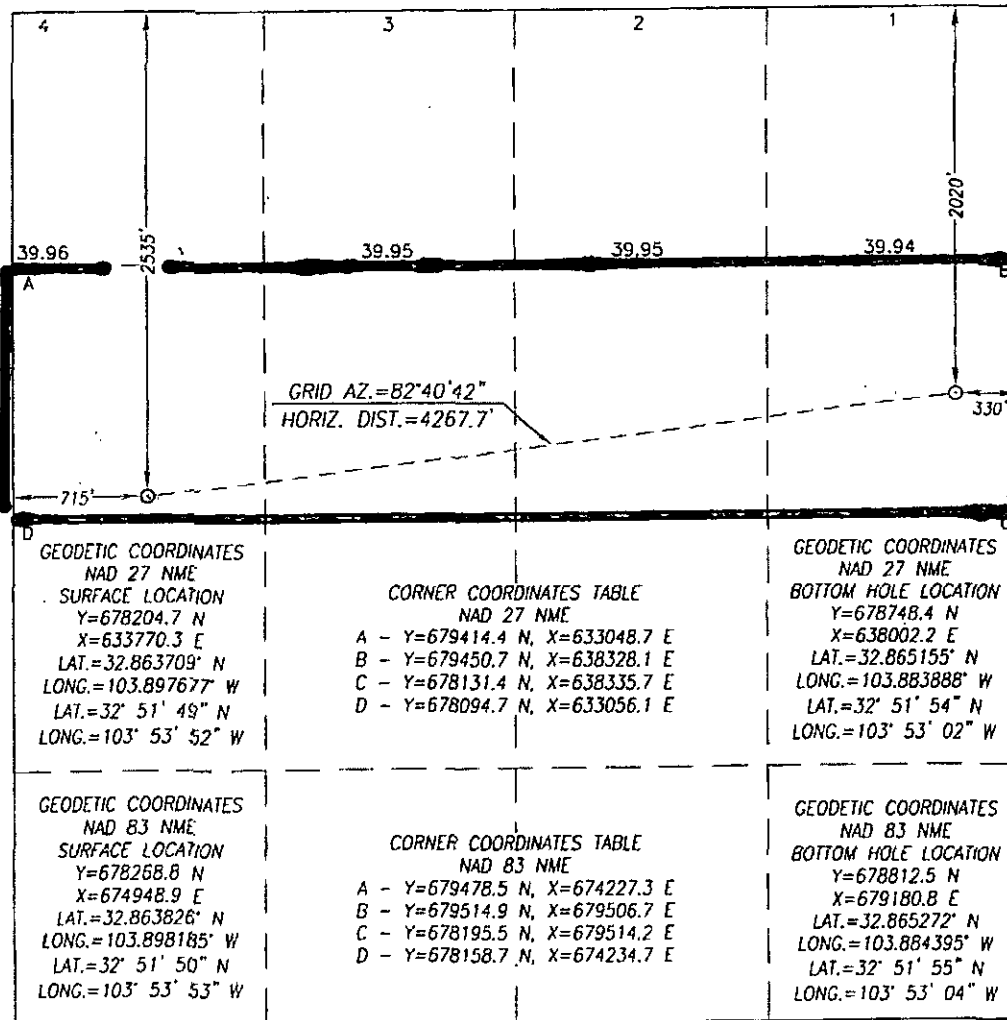 4 3 2 1
2535'
2020'
39.96 39.95 39.95 39.94
A
GRID AZ.=82°40'42"
HORIZ. DIST.=4267.7'
330'
715'
D
GEODETIC COORDINATES
NAD 27 NME
SURFACE LOCATION
Y=678204.7 N
X=633770.3 E
LAT.=32.863709° N
LONG.=103.897677° W
LAT.=32° 51' 49" N
LONG.=103° 53' 52" W
CORNER COORDINATES TABLE
NAD 27 NME
A - Y=679414.4 N, X=633048.7 E
B - Y=679450.7 N, X=638328.1 E
C - Y=678131.4 N, X=638335.7 E
D - Y=678094.7 N, X=633056.1 E
GEODETIC COORDINATES
NAD 27 NME
BOTTOM HOLE LOCATION
Y=678748.4 N
X=638002.2 E
LAT.=32.865155° N
LONG.=103.883888° W
LAT.=32° 51' 54" N
LONG.=103° 53' 02" W
GEODETIC COORDINATES
NAD 83 NME
SURFACE LOCATION
Y=678268.8 N
X=674948.9 E
LAT.=32.863826° N
LONG.=103.898185° W
LAT.=32° 51' 50" N
LONG.=103° 53' 53" W
CORNER COORDINATES TABLE
NAD 83 NME
A - Y=679478.5 N, X=674227.3 E
B - Y=679514.9 N, X=679506.7 E
C - Y=678195.5 N, X=679514.2 E
D - Y=678158.7 N, X=674234.7 E
GEODETIC COORDINATES
NAD 83 NME
BOTTOM HOLE LOCATION
Y=678812.5 N
X=679180.8 E
LAT.=32.865272° N
LONG.=103.884395° W
LAT.=32° 51' 55" N
LONG.=103° 53' 04" W